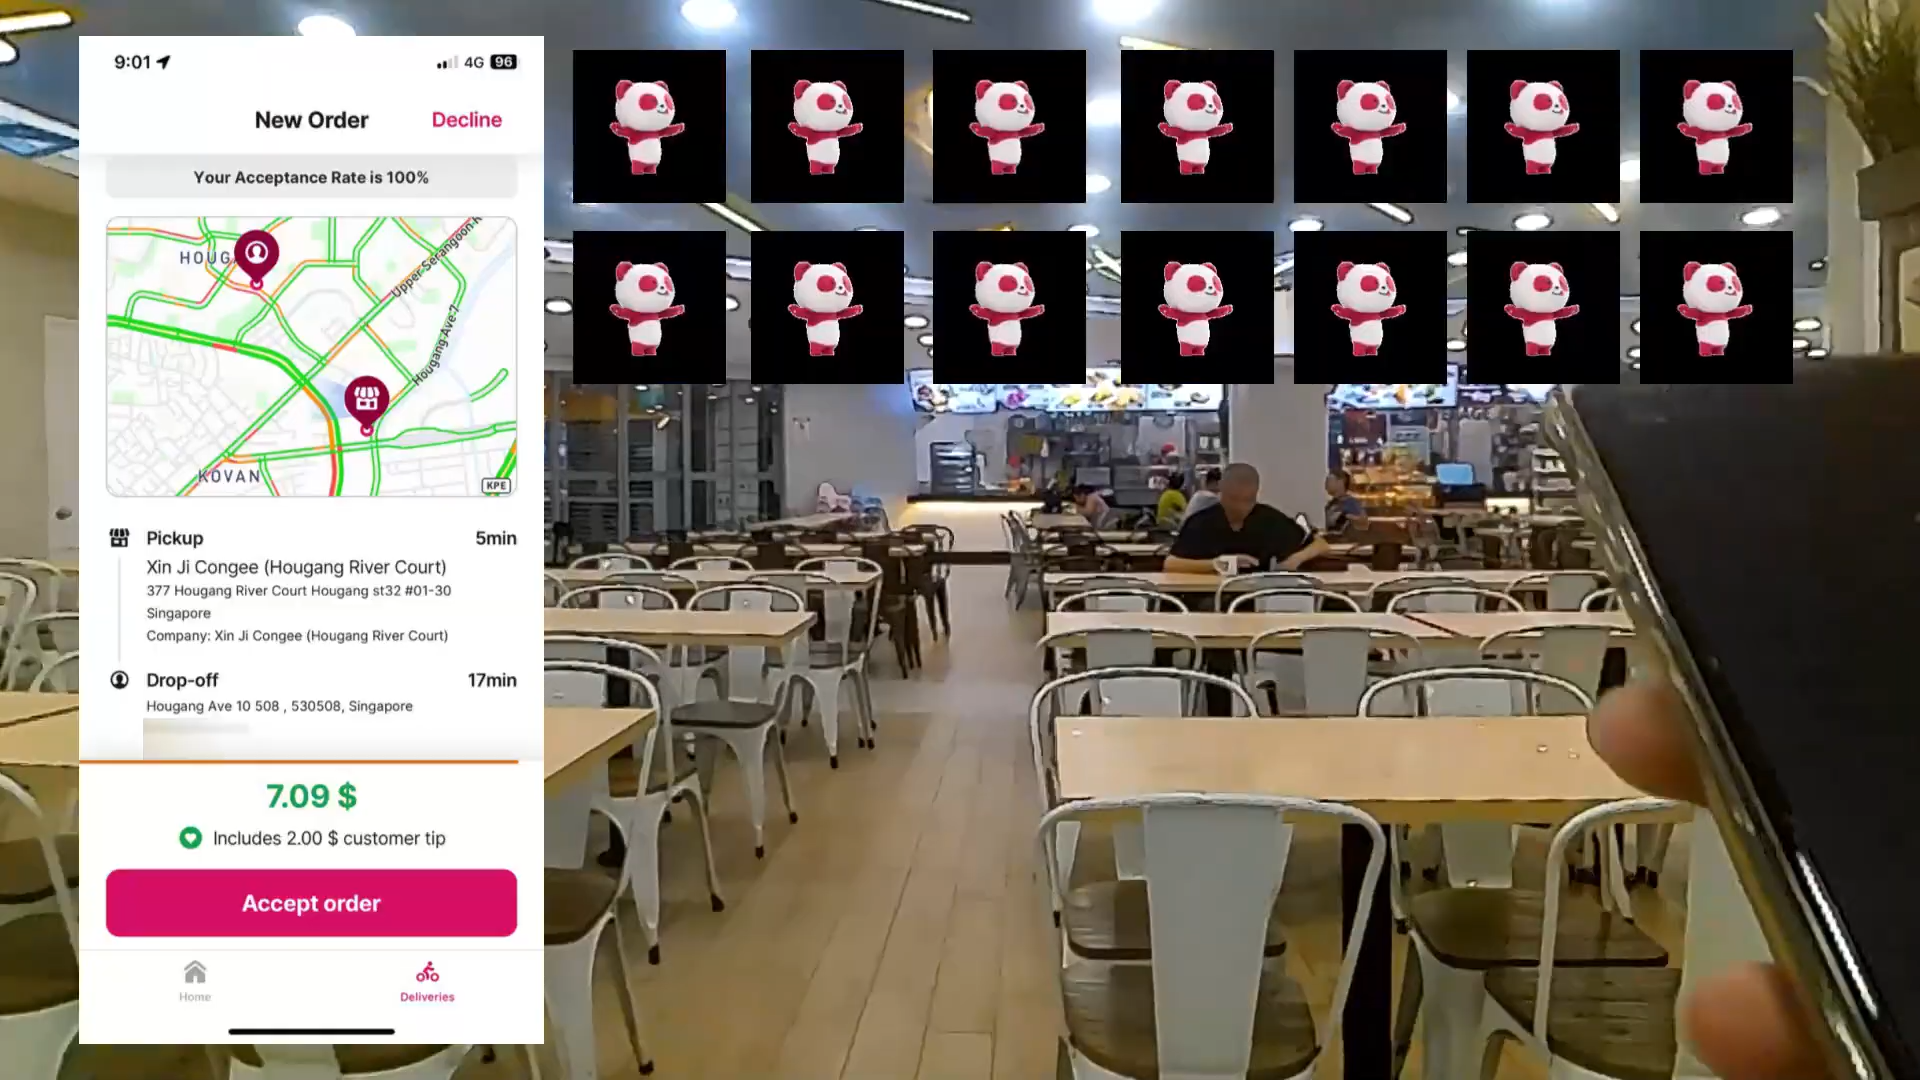 9:01
4G
96
New Order
Decline
Your Acceptance Rate is 100%
HOUG
Upper Serangoon R
Hougang Ave 7
KOVAN
KPE
Pickup
5min
Xin Ji Congee (Hougang River Court)
377 Hougang River Court Hougang st32 #01-30
Singapore
Company: Xin Ji Congee (Hougang River Court)
Drop-off
17min
Hougang Ave 10 508 , 530508, Singapore
7.09 $
Includes 2.00 $ customer tip
Accept order
Home
Deliveries